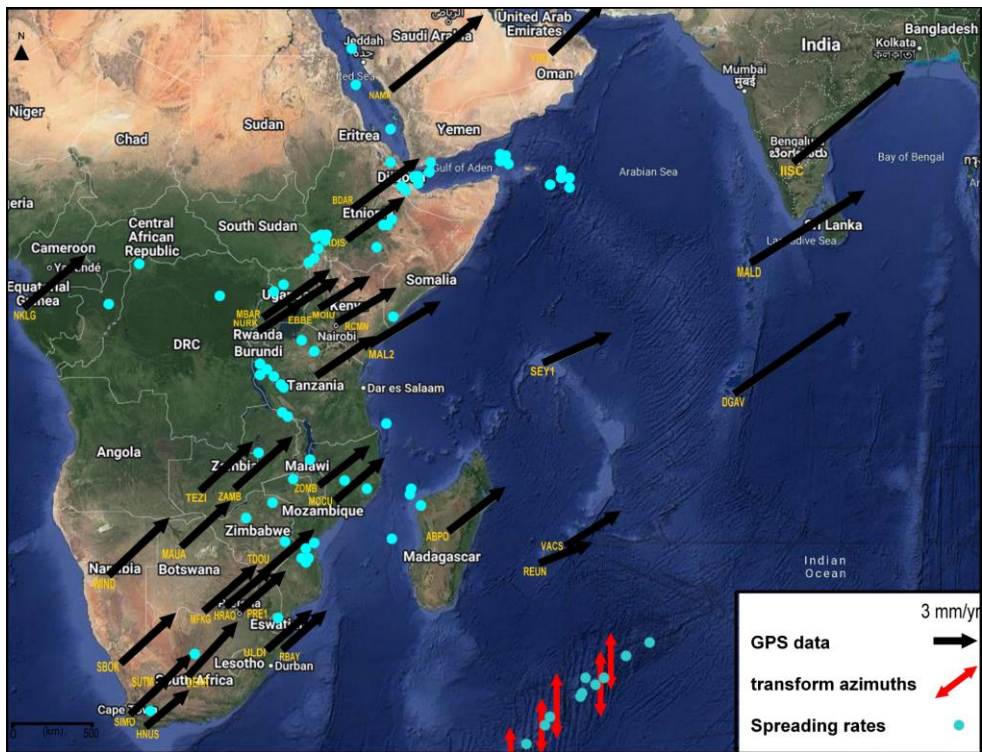 N
الرياض
Saudi Arabia
United Arab
Emirates
Jeddah
جدة
Red Sea
NAMA
Oman
India
Kolkata
Bangladesh
Mumbai
मुंबई
Niger
Chad
Sudan
Eritrea
Yemen
Gulf of Aden
Arabian Sea
Bengaluru
ಬೆಂಗಳೂರು
IISC
Bay of Bengal
BDAR
Ethiopia
ADIS
South Sudan
Central
African
Republic
Cameroon
Yaoundé
Equatorial
Guinea
NKLG
Sri Lanka
Laccadive Sea
MALD
Somalia
Uganda
MBAR
NURK
EBBE
MOIU
Kenya
RCMN
Nairobi
Rwanda
Burundi
DRC
MAL2
SEY1
DGAV
Tanzania
Dar es Salaam
Angola
Zambia
Malawi
TEZI
ZAMB
ZOMB
MOCU
Mozambique
Zimbabwe
MAUA
TDOU
ABPO
Madagascar
VACS
REUN
Namibia
WIND
Botswana
MFKG
HRAO
PRE1
Eswatini
Indian
Ocean
SBOK
ULDI
RBAY
Lesotho
Durban
SUTM
South Africa
Cape Town
SIMO
HNUS
0
(km)
500
3 mm/yr
GPS data
transform azimuths
Spreading rates